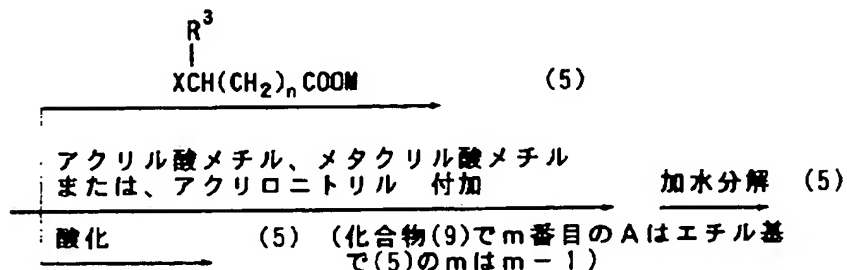 R³
XCH(CH₂)ₙCOOM (5)
アクリル酸メチル、メタクリル酸メチル
または、アクリロニトリル 付加 加水分解 (5)
酸化 (5) (化合物(9)でm番目のAはエチル基
で(5)のmはm-1)